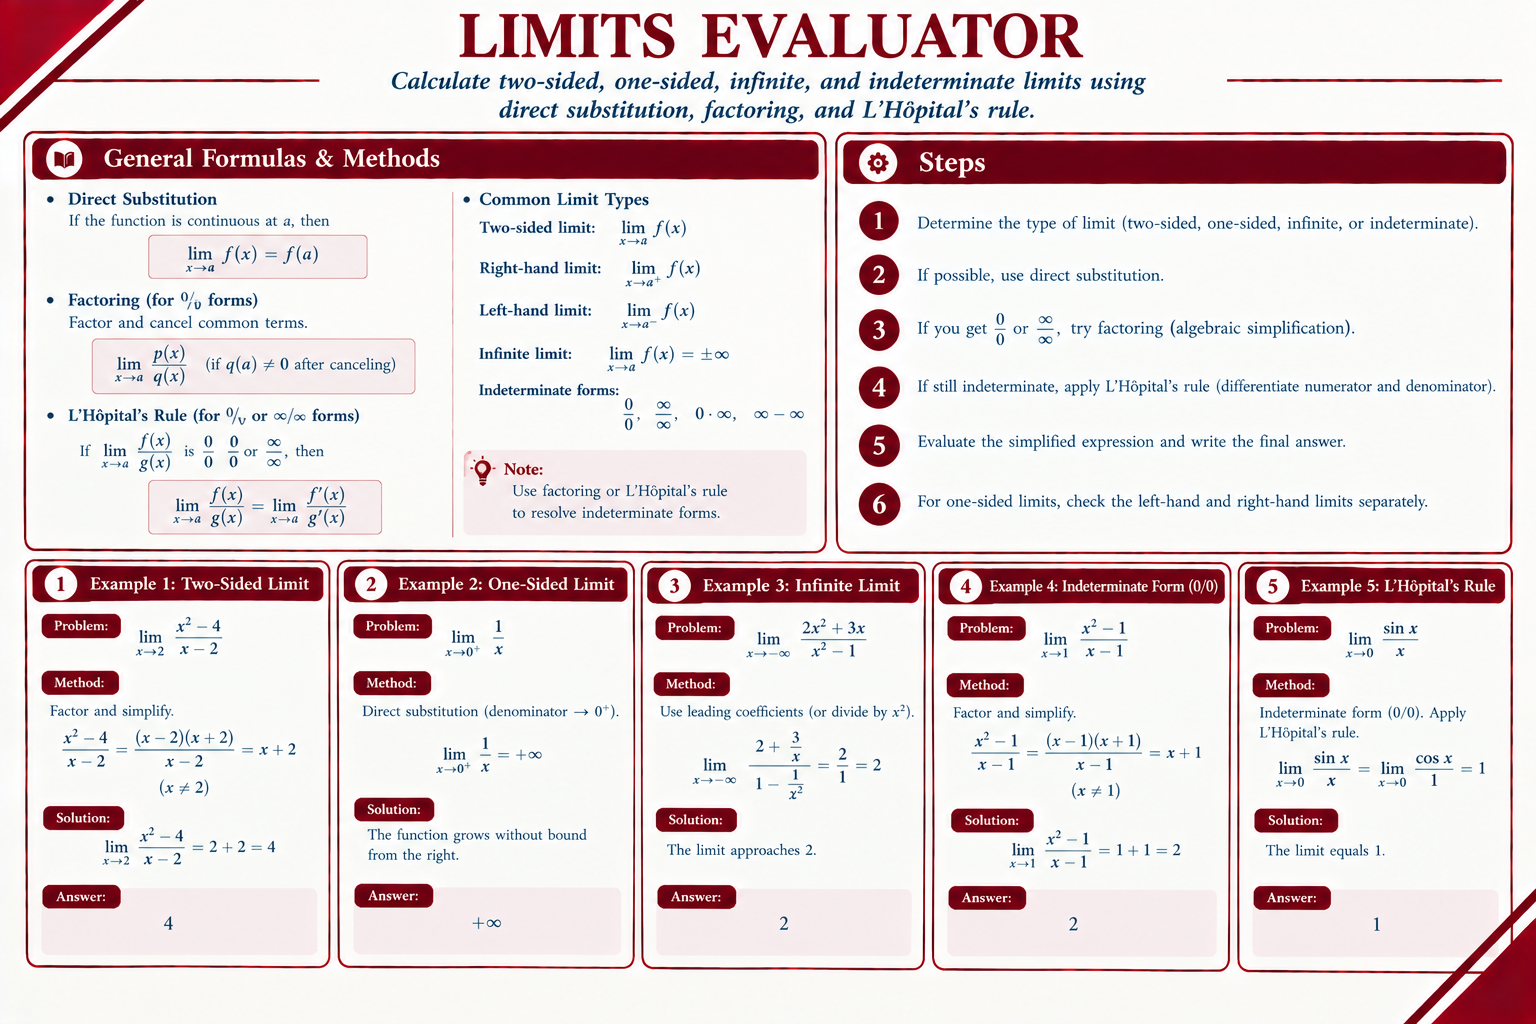 LIMITS EVALUATOR
Calculate two-sided, one-sided, infinite, and indeterminate limits using
direct substitution, factoring, and L'Hôpital's rule.
General Formulas & Methods
• Direct Substitution
If the function is continuous at a, then
lim x→a f(x) = f(a)
• Factoring (for 0/0 forms)
Factor and cancel common terms.
lim x→a p(x)/q(x) (if q(a) ≠ 0 after canceling)
• L'Hôpital's Rule (for 0/0 or ∞/∞ forms)
If lim x→a f(x)/g(x) is 0/0 0/0 or ∞/∞, then
lim x→a f(x)/g(x) = lim x→a f'(x)/g'(x)
• Common Limit Types
Two-sided limit: lim x→a f(x)
Right-hand limit: lim x→a⁺ f(x)
Left-hand limit: lim x→a⁻ f(x)
Infinite limit: lim x→a f(x) = ±∞
Indeterminate forms:
0/0, ∞/∞, 0 · ∞, ∞ − ∞
Note:
Use factoring or L'Hôpital's rule
to resolve indeterminate forms.
Steps
1 Determine the type of limit (two-sided, one-sided, infinite, or indeterminate).
2 If possible, use direct substitution.
3 If you get 0/0 or ∞/∞, try factoring (algebraic simplification).
4 If still indeterminate, apply L'Hôpital's rule (differentiate numerator and denominator).
5 Evaluate the simplified expression and write the final answer.
6 For one-sided limits, check the left-hand and right-hand limits separately.
1 Example 1: Two-Sided Limit
Problem: lim x→2 (x² − 4)/(x − 2)
Method:
Factor and simplify.
(x² − 4)/(x − 2) = (x − 2)(x + 2)/(x − 2) = x + 2
(x ≠ 2)
Solution:
lim x→2 (x² − 4)/(x − 2) = 2 + 2 = 4
Answer:
4
2 Example 2: One-Sided Limit
Problem: lim x→0⁺ 1/x
Method:
Direct substitution (denominator → 0⁺).
lim x→0⁺ 1/x = +∞
Solution:
The function grows without bound
from the right.
Answer:
+∞
3 Example 3: Infinite Limit
Problem: lim x→−∞ (2x² + 3x)/(x² − 1)
Method:
Use leading coefficients (or divide by x²).
lim x→−∞ (2 + 3/x)/(1 − 1/x²) = 2/1 = 2
Solution:
The limit approaches 2.
Answer:
2
4 Example 4: Indeterminate Form (0/0)
Problem: lim x→1 (x² − 1)/(x − 1)
Method:
Factor and simplify.
(x² − 1)/(x − 1) = (x − 1)(x + 1)/(x − 1) = x + 1
(x ≠ 1)
Solution:
lim x→1 (x² − 1)/(x − 1) = 1 + 1 = 2
Answer:
2
5 Example 5: L'Hôpital's Rule
Problem: lim x→0 sin x/x
Method:
Indeterminate form (0/0). Apply
L'Hôpital's rule.
lim x→0 sin x/x = lim x→0 cos x/1 = 1
Solution:
The limit equals 1.
Answer:
1